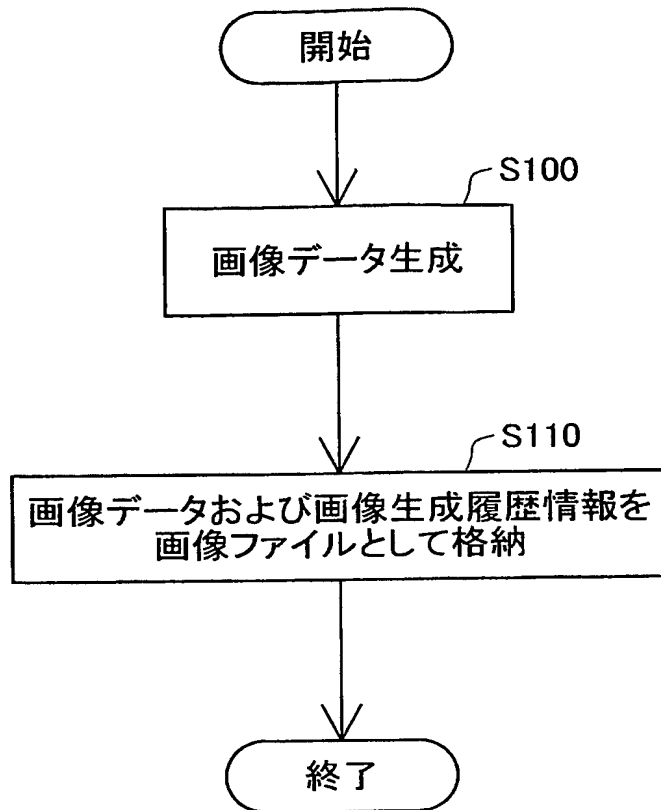 開始
S100
画像データ生成
S110
画像データおよび画像生成履歴情報を
画像ファイルとして格納
終了